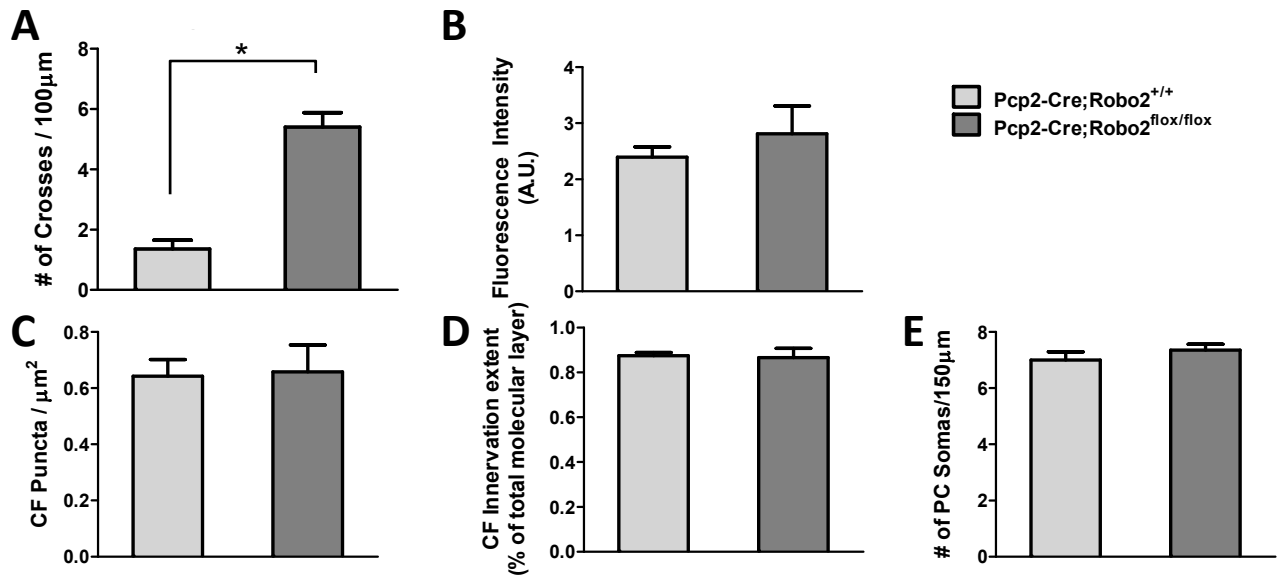 A
# of Crosses / 100μm
8
6
4
2
0
*
B
Fluorescence Intensity
(A.U.)
4
3
2
1
0
Pcp2-Cre;Robo2+/+
Pcp2-Cre;Robo2flox/flox
C
CF Puncta / μm2
0.8
0.6
0.4
0.2
0.0
D
CF Innervation extent
(% of total molecular layer)
1.0
0.8
0.6
0.4
0.2
0.0
E
# of PC Somas/150μm
8
6
4
2
0